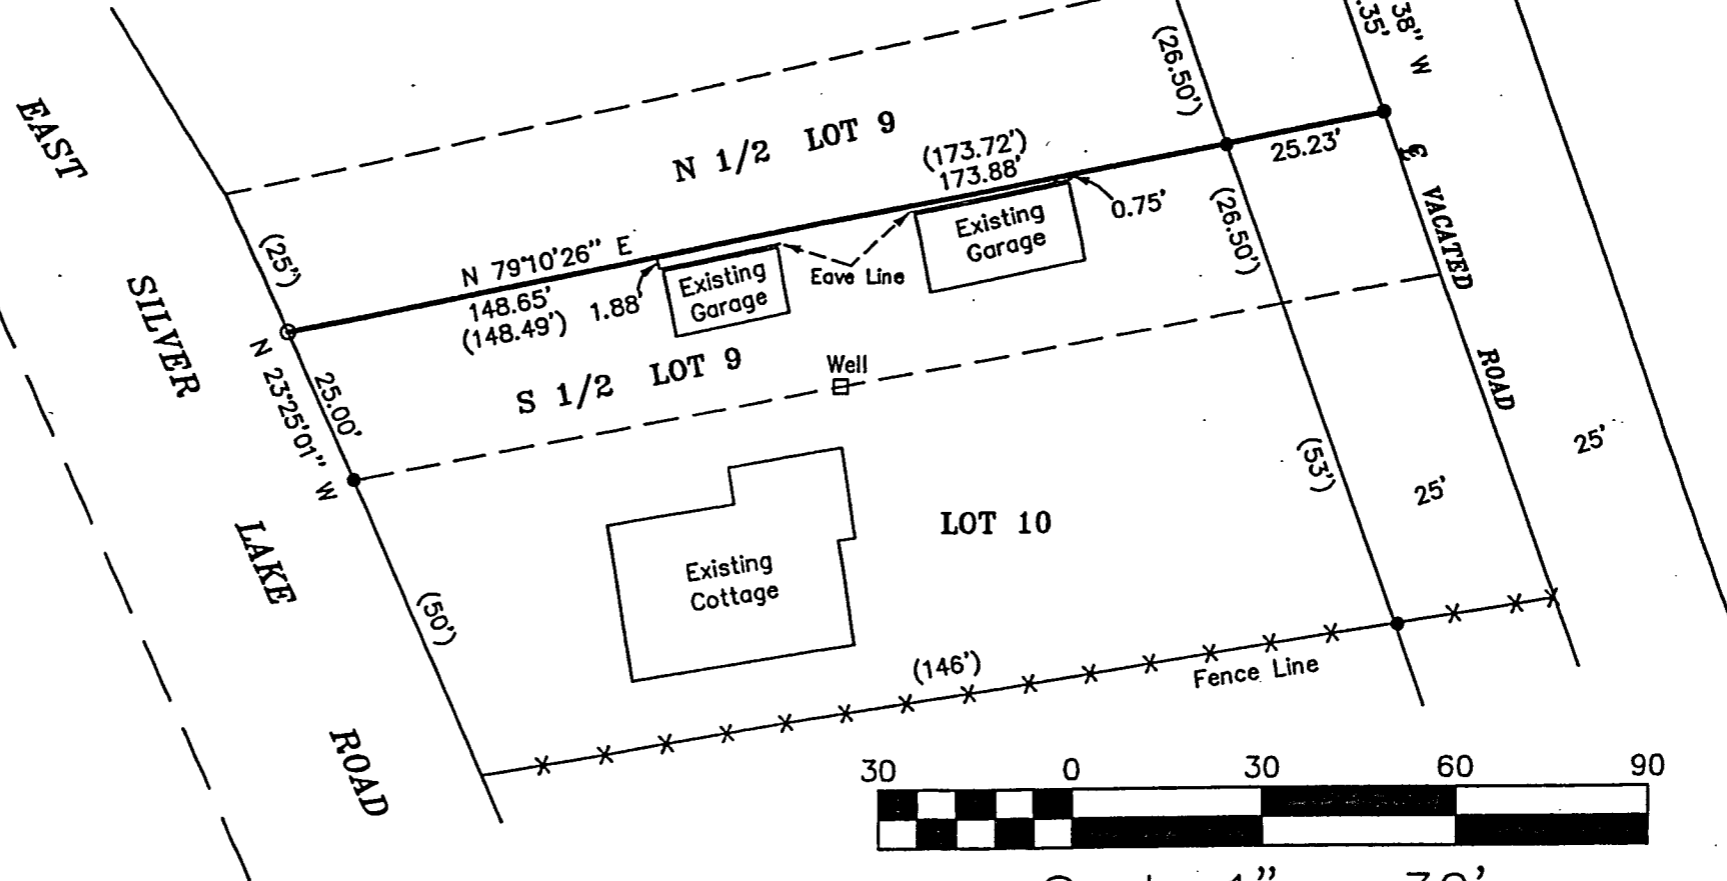 EAST
SILVER
LAKE
ROAD
(25')
N 23°25'01" W
25.00'
(50')
N 1/2 LOT 9
(173.72')
173.88'
N 79°10'26" E
148.65'
(148.49')
1.88'
Existing
Garage
Eave Line
Existing
Garage
0.75'
(26.50')
(26.50')
25.23'
38" W
.35'
℄ VACATED
ROAD
S 1/2 LOT 9
Well
LOT 10
Existing
Cottage
(53')
25'
25'
(146')
Fence Line
30 0 30 60 90